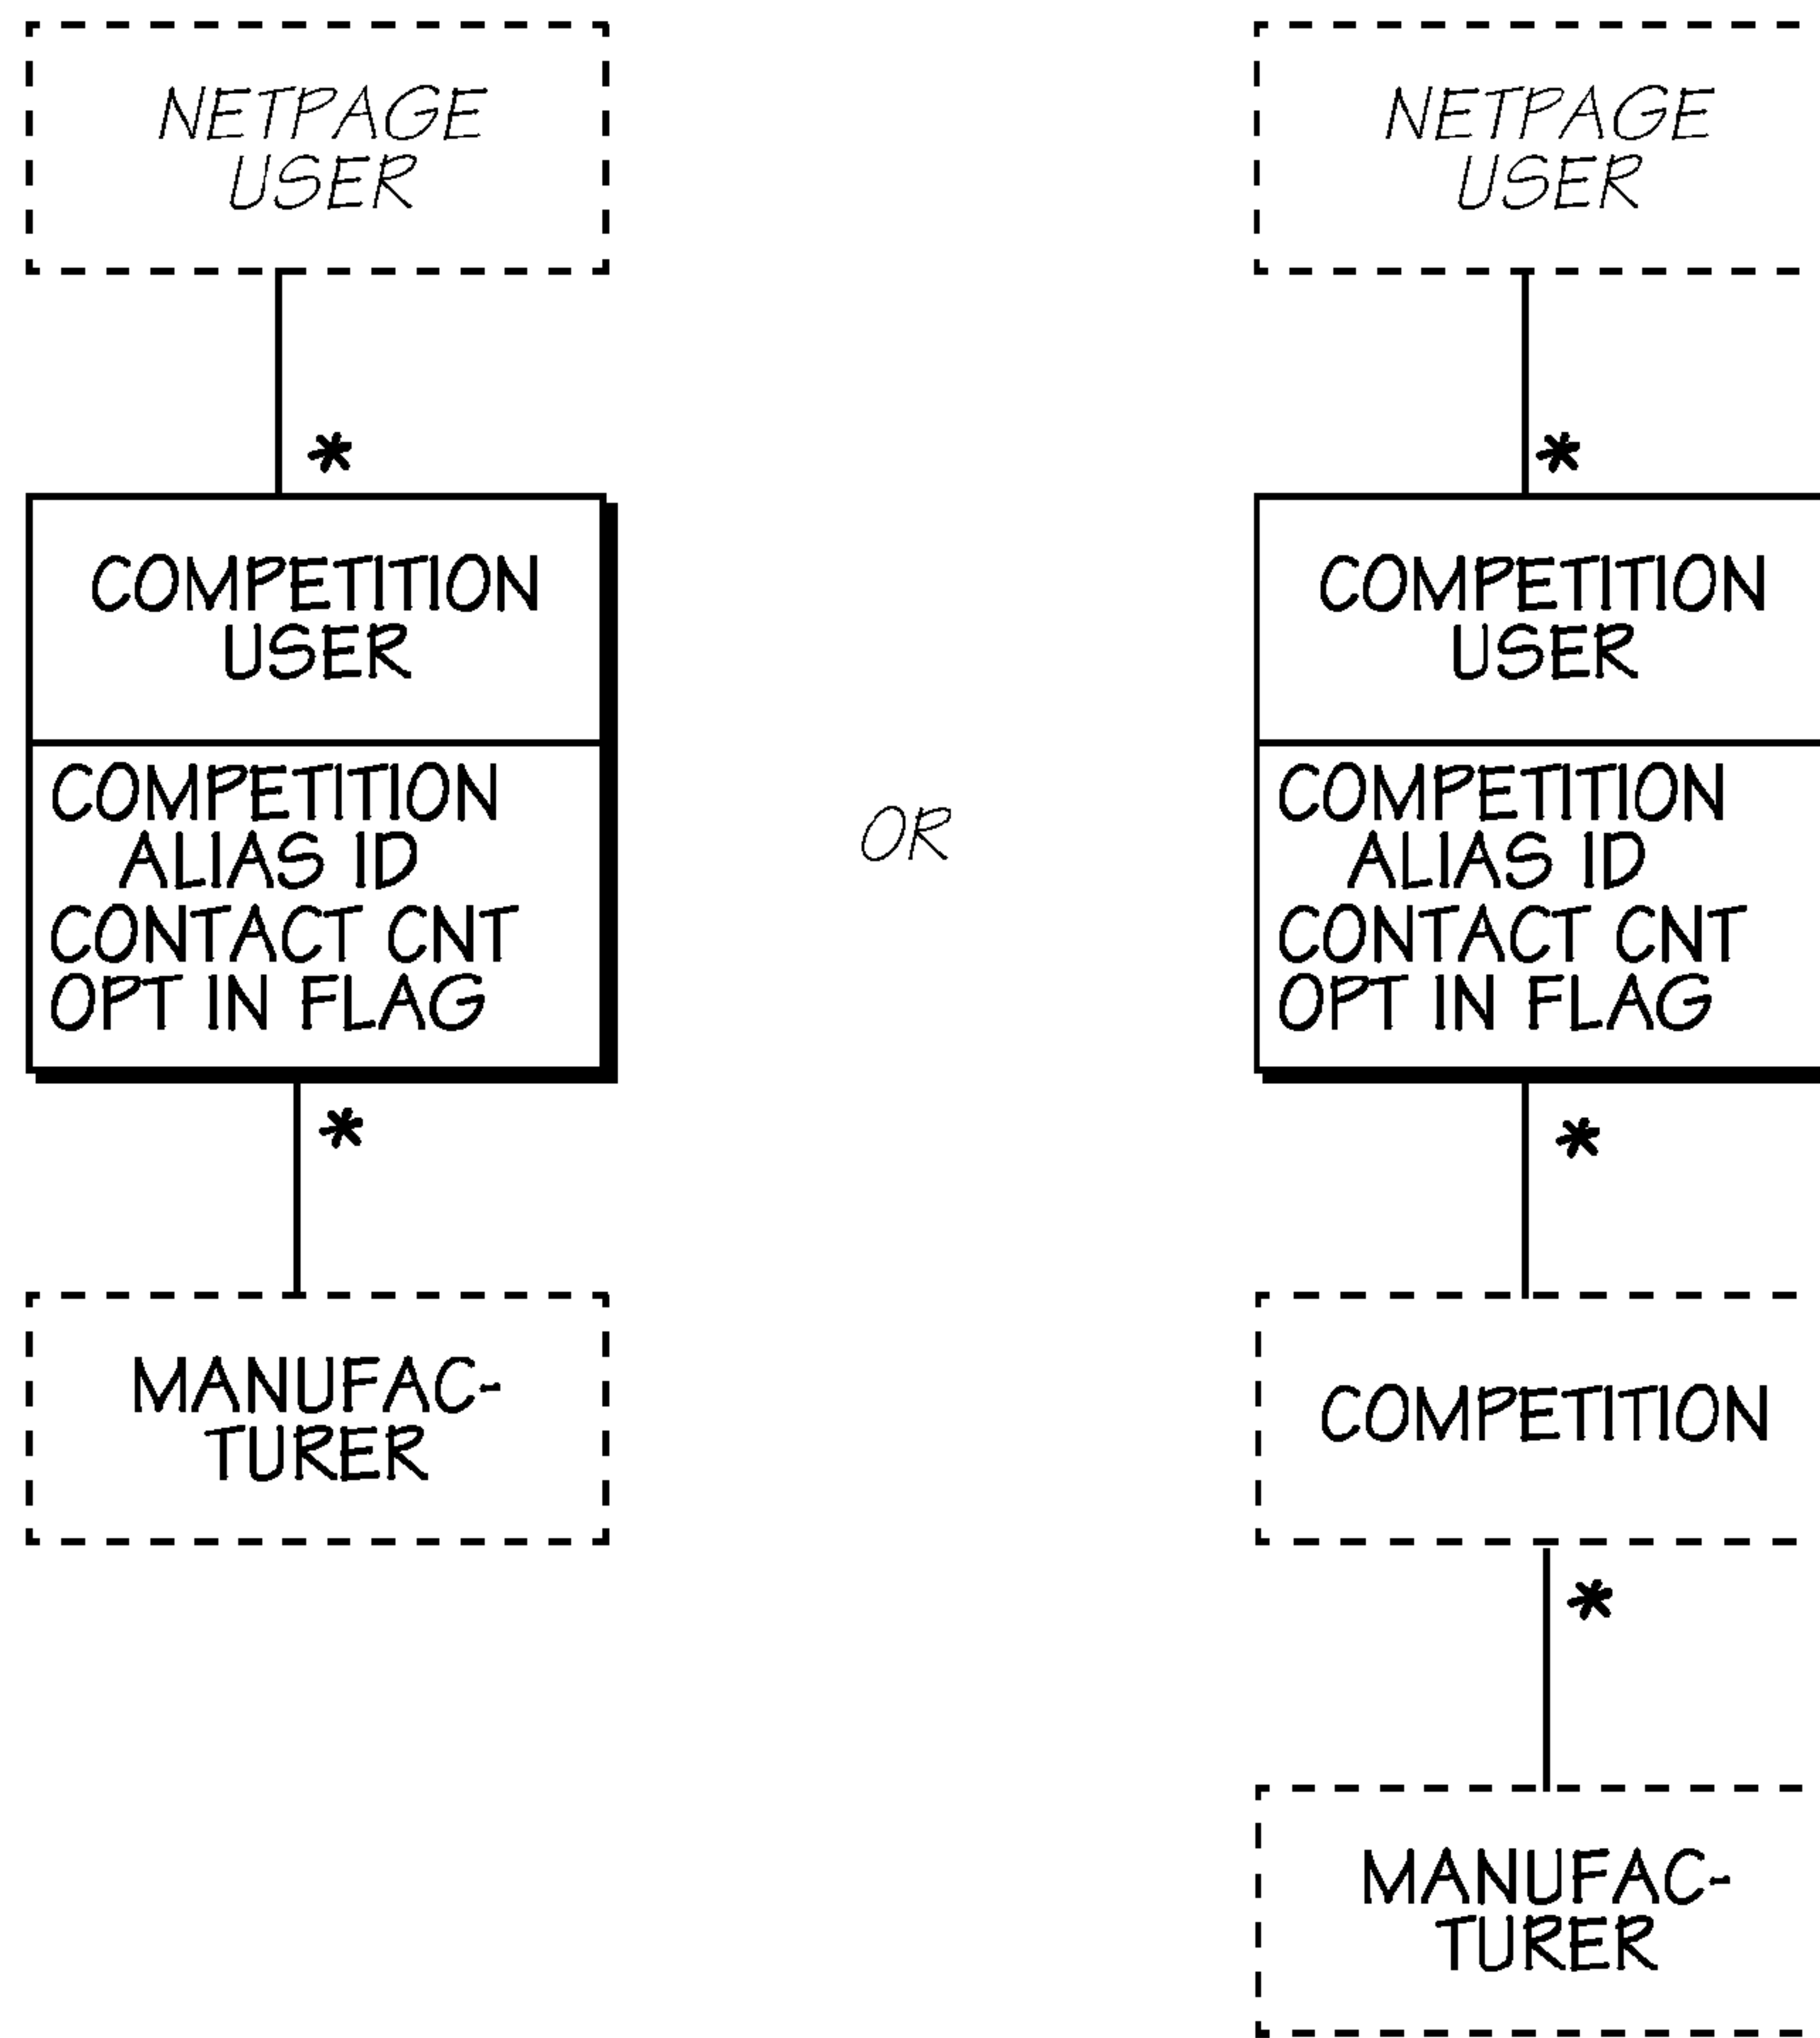 NETPAGE
USER
*
COMPETITION
USER
COMPETITION
ALIAS ID
CONTACT CNT
OPT IN FLAG
*
MANUFAC-
TURER
OR
NETPAGE
USER
*
COMPETITION
USER
COMPETITION
ALIAS ID
CONTACT CNT
OPT IN FLAG
*
COMPETITION
*
MANUFAC-
TURER